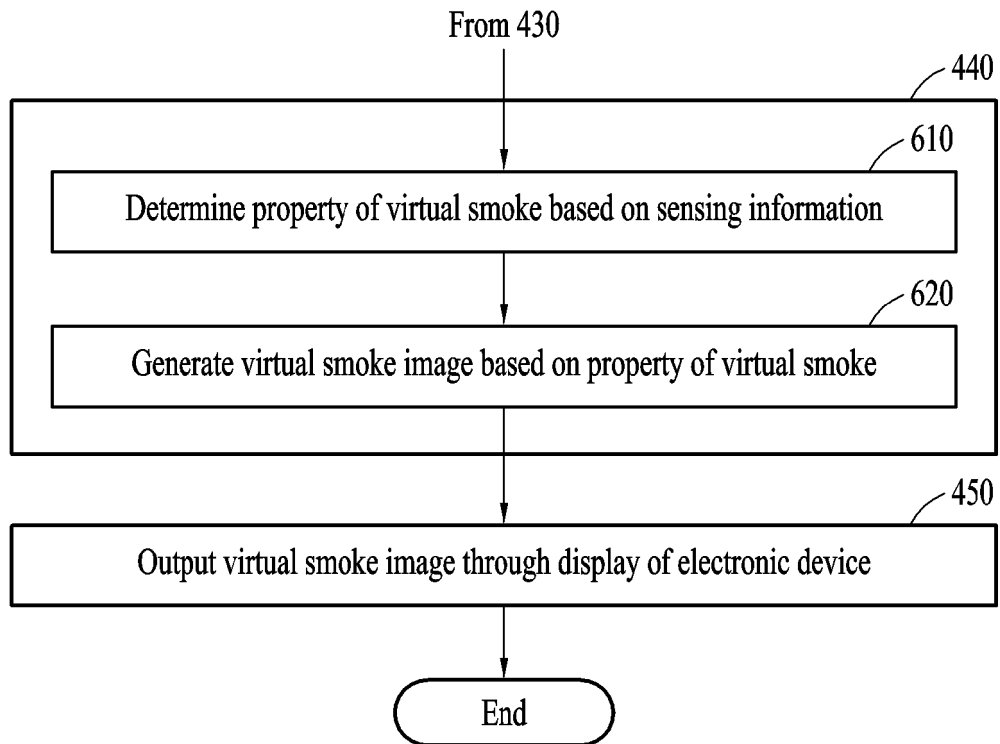 From 430
440
610
Determine property of virtual smoke based on sensing information
620
Generate virtual smoke image based on property of virtual smoke
450
Output virtual smoke image through display of electronic device
End